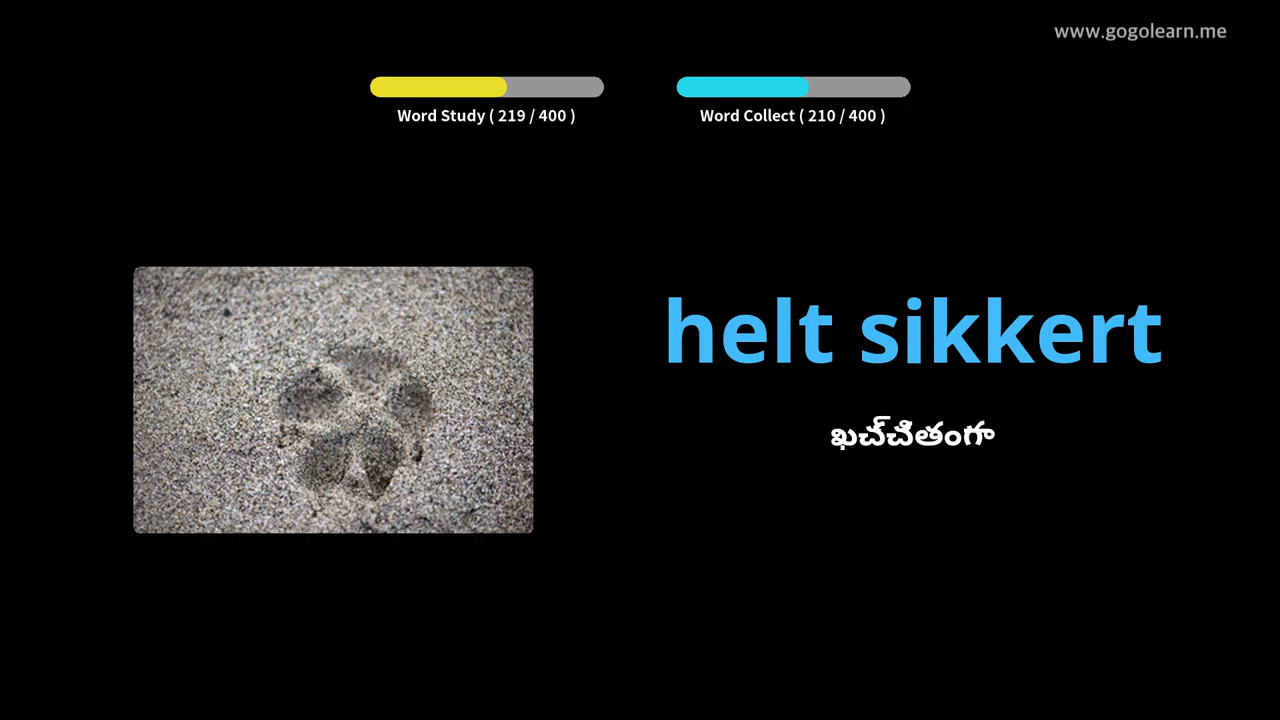 www.gogolearn.me
Word Study ( 219 / 400 )
Word Collect ( 210 / 400 )
helt sikkert
ఖచ్చితంగా